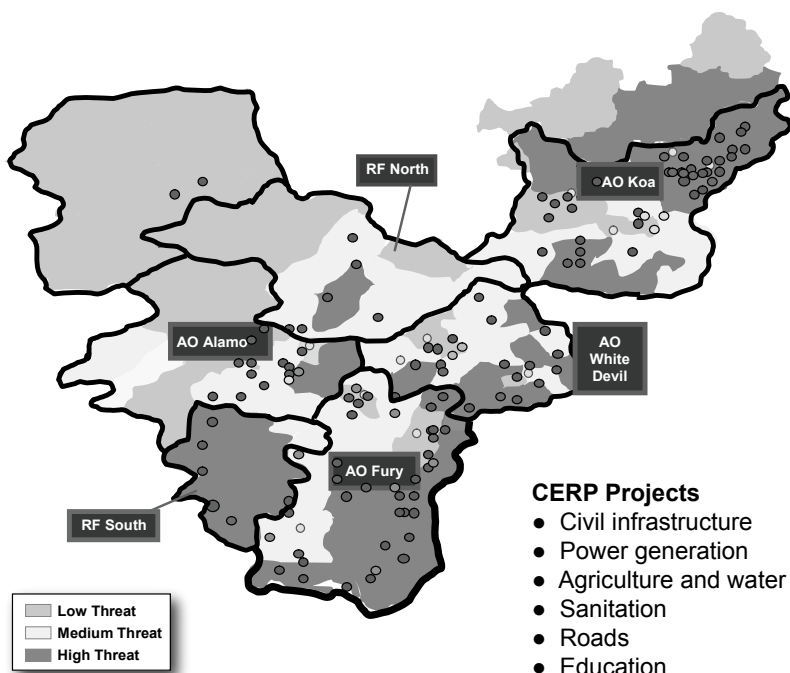 RF North
AO Koa
AO Alamo
AO
White
Devil
AO Fury
RF South
CERP Projects
● Civil infrastructure
● Power generation
● Agriculture and water
● Sanitation
● Roads
● Education
Low Threat
Medium Threat
High Threat